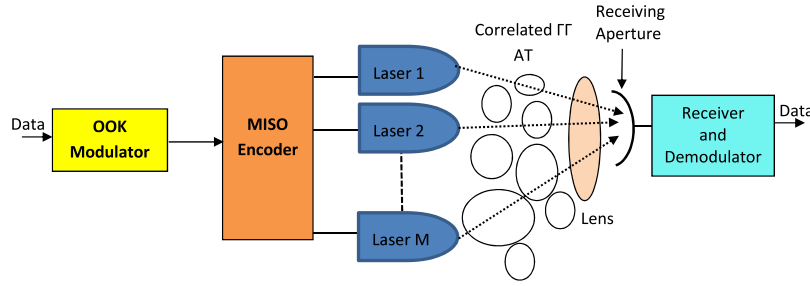 Data
OOK
Modulator
MISO
Encoder
Laser 1
Laser 2
Laser M
Correlated ΓΓ
AT
Lens
Receiving
Aperture
Receiver
and
Demodulator
Data